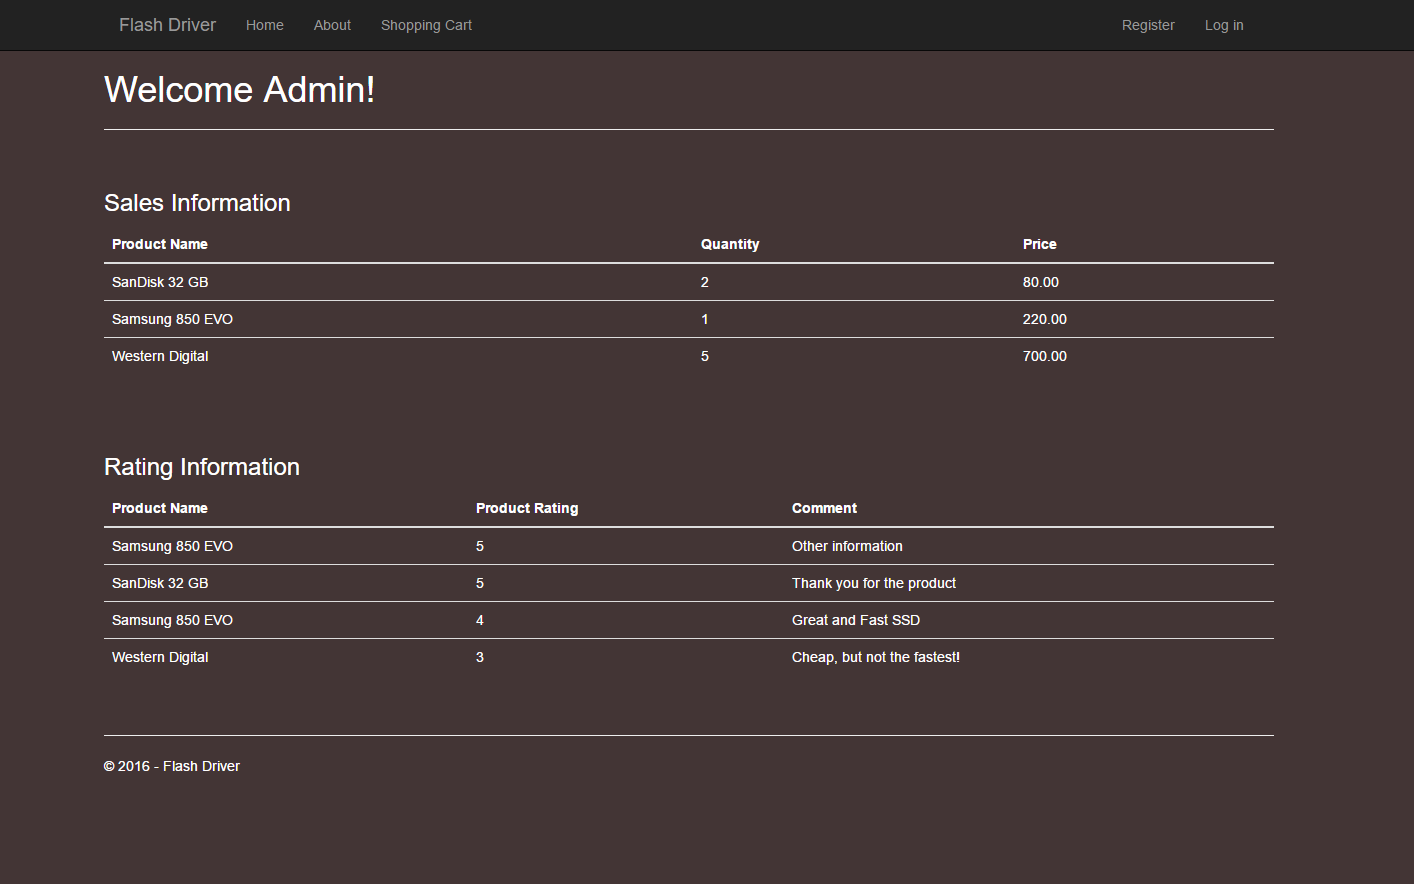 Flash Driver Home About Shopping Cart Register Log in
Welcome Admin!
Sales Information
Product Name Quantity Price
SanDisk 32 GB 2 80.00
Samsung 850 EVO 1 220.00
Western Digital 5 700.00
Rating Information
Product Name Product Rating Comment
Samsung 850 EVO 5 Other information
SanDisk 32 GB 5 Thank you for the product
Samsung 850 EVO 4 Great and Fast SSD
Western Digital 3 Cheap, but not the fastest!
© 2016 - Flash Driver